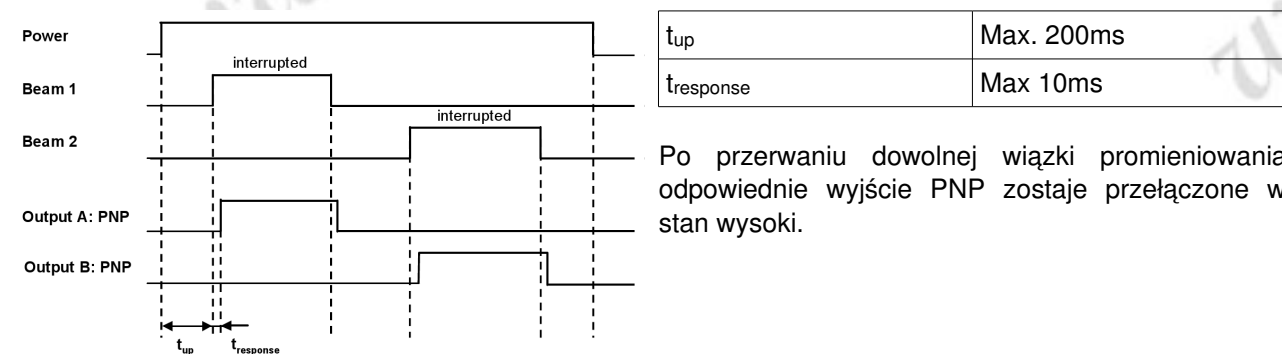 Power
interrupted
Beam 1
interrupted
Beam 2
Output A: PNP
Output B: PNP
tup
tresponse
tup Max. 200ms
tresponse Max 10ms
Po przerwaniu dowolnej wiązki promieniowania
odpowiednie wyjście PNP zostaje przełączone w
stan wysoki.